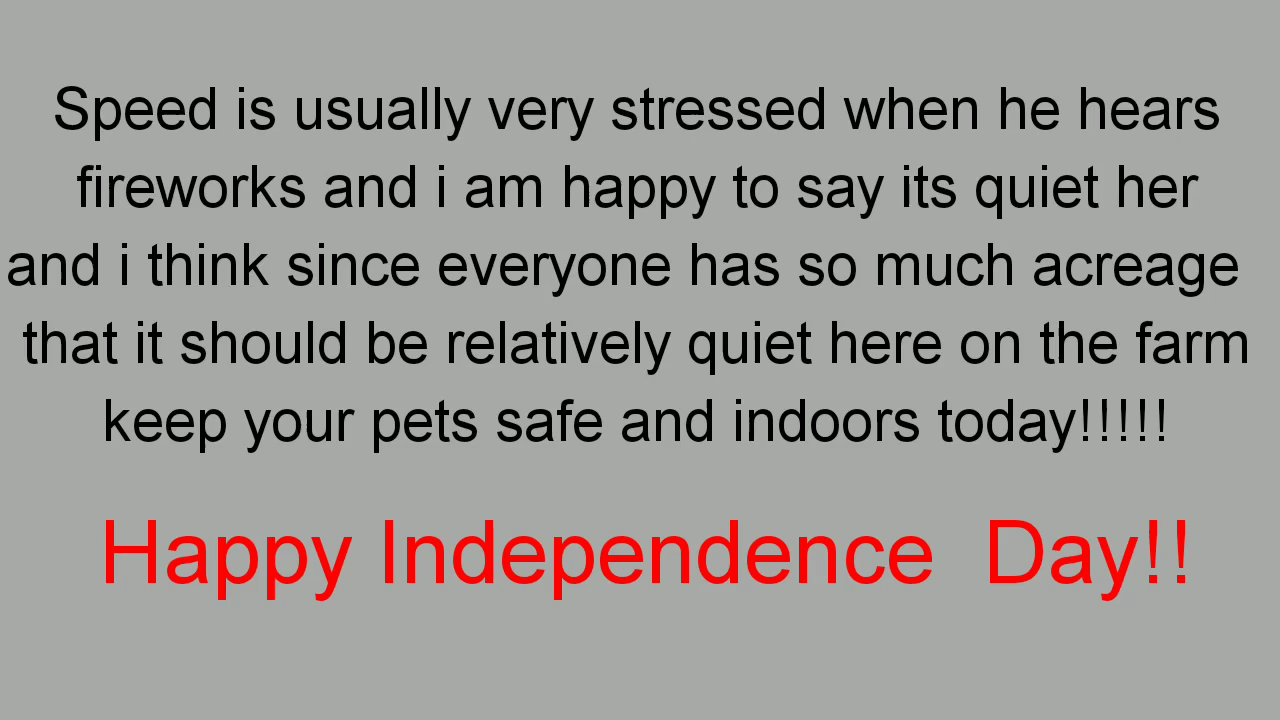 Speed is usually very stressed when he hears
fireworks and i am happy to say its quiet her
and i think since everyone has so much acreage
that it should be relatively quiet here on the farm
keep your pets safe and indoors today!!!!!
Happy Independence  Day!!